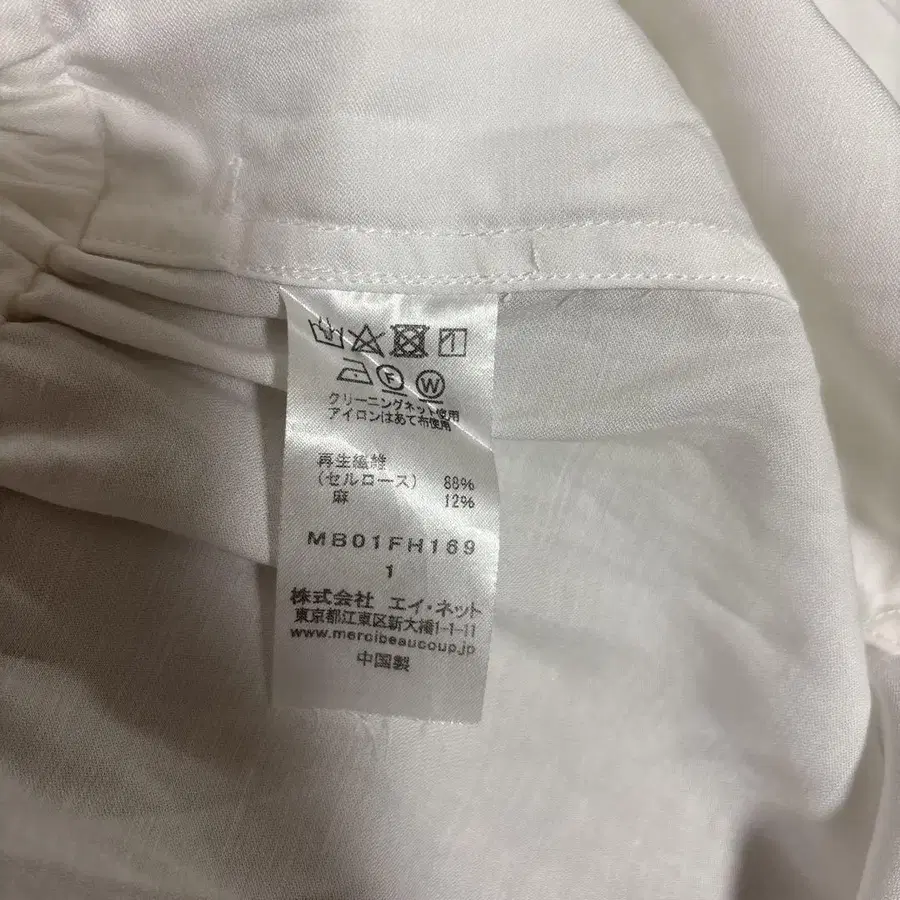 F W
クリーニングネット使用
アイロンはあて布使用
再生繊維
(セルロース) 88%
麻 12%
MB01FH169
1
株式会社 エイ・ネット
東京都江東区新大橋1-1-11
www.mercibeaucoup.jp
中国製